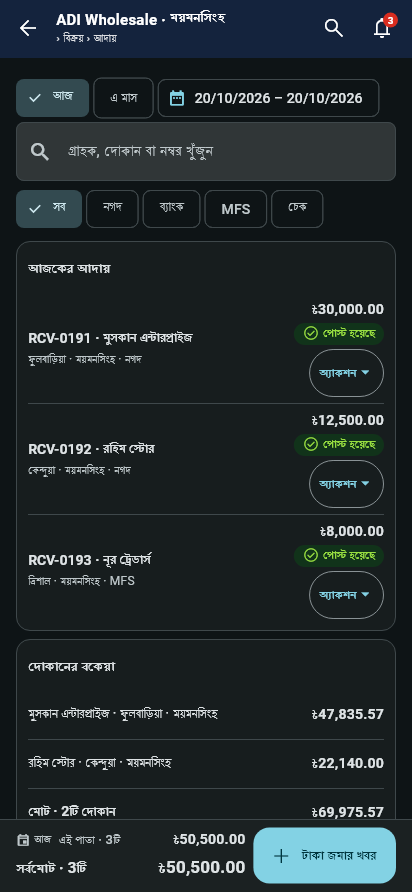 ADI Wholesale · ময়মনসিংহ
› বিক্রয় › আদায়
3
আজ
এ মাস
20/10/2026 – 20/10/2026
গ্রাহক, দোকান বা নম্বর খুঁজুন
সব
নগদ
ব্যাংক
MFS
চেক
আজকের আদায়
৳30,000.00
RCV-0191 · মুসকান এন্টারপ্রাইজ
পোস্ট হয়েছে
ফুলবাড়িয়া · ময়মনসিংহ · নগদ
অ্যাকশন
৳12,500.00
RCV-0192 · রহিম স্টোর
পোস্ট হয়েছে
কেন্দুয়া · ময়মনসিংহ · নগদ
অ্যাকশন
৳8,000.00
RCV-0193 · নূর ট্রেডার্স
পোস্ট হয়েছে
ত্রিশাল · ময়মনসিংহ · MFS
অ্যাকশন
দোকানের বকেয়া
মুসকান এন্টারপ্রাইজ · ফুলবাড়িয়া · ময়মনসিংহ ৳47,835.57
রহিম স্টোর · কেন্দুয়া · ময়মনসিংহ ৳22,140.00
মোট · 2টি দোকান ৳69,975.57
আজ এই পাতা · 3টি ৳50,500.00
সর্বমোট · 3টি ৳50,500.00
টাকা জমার খবর